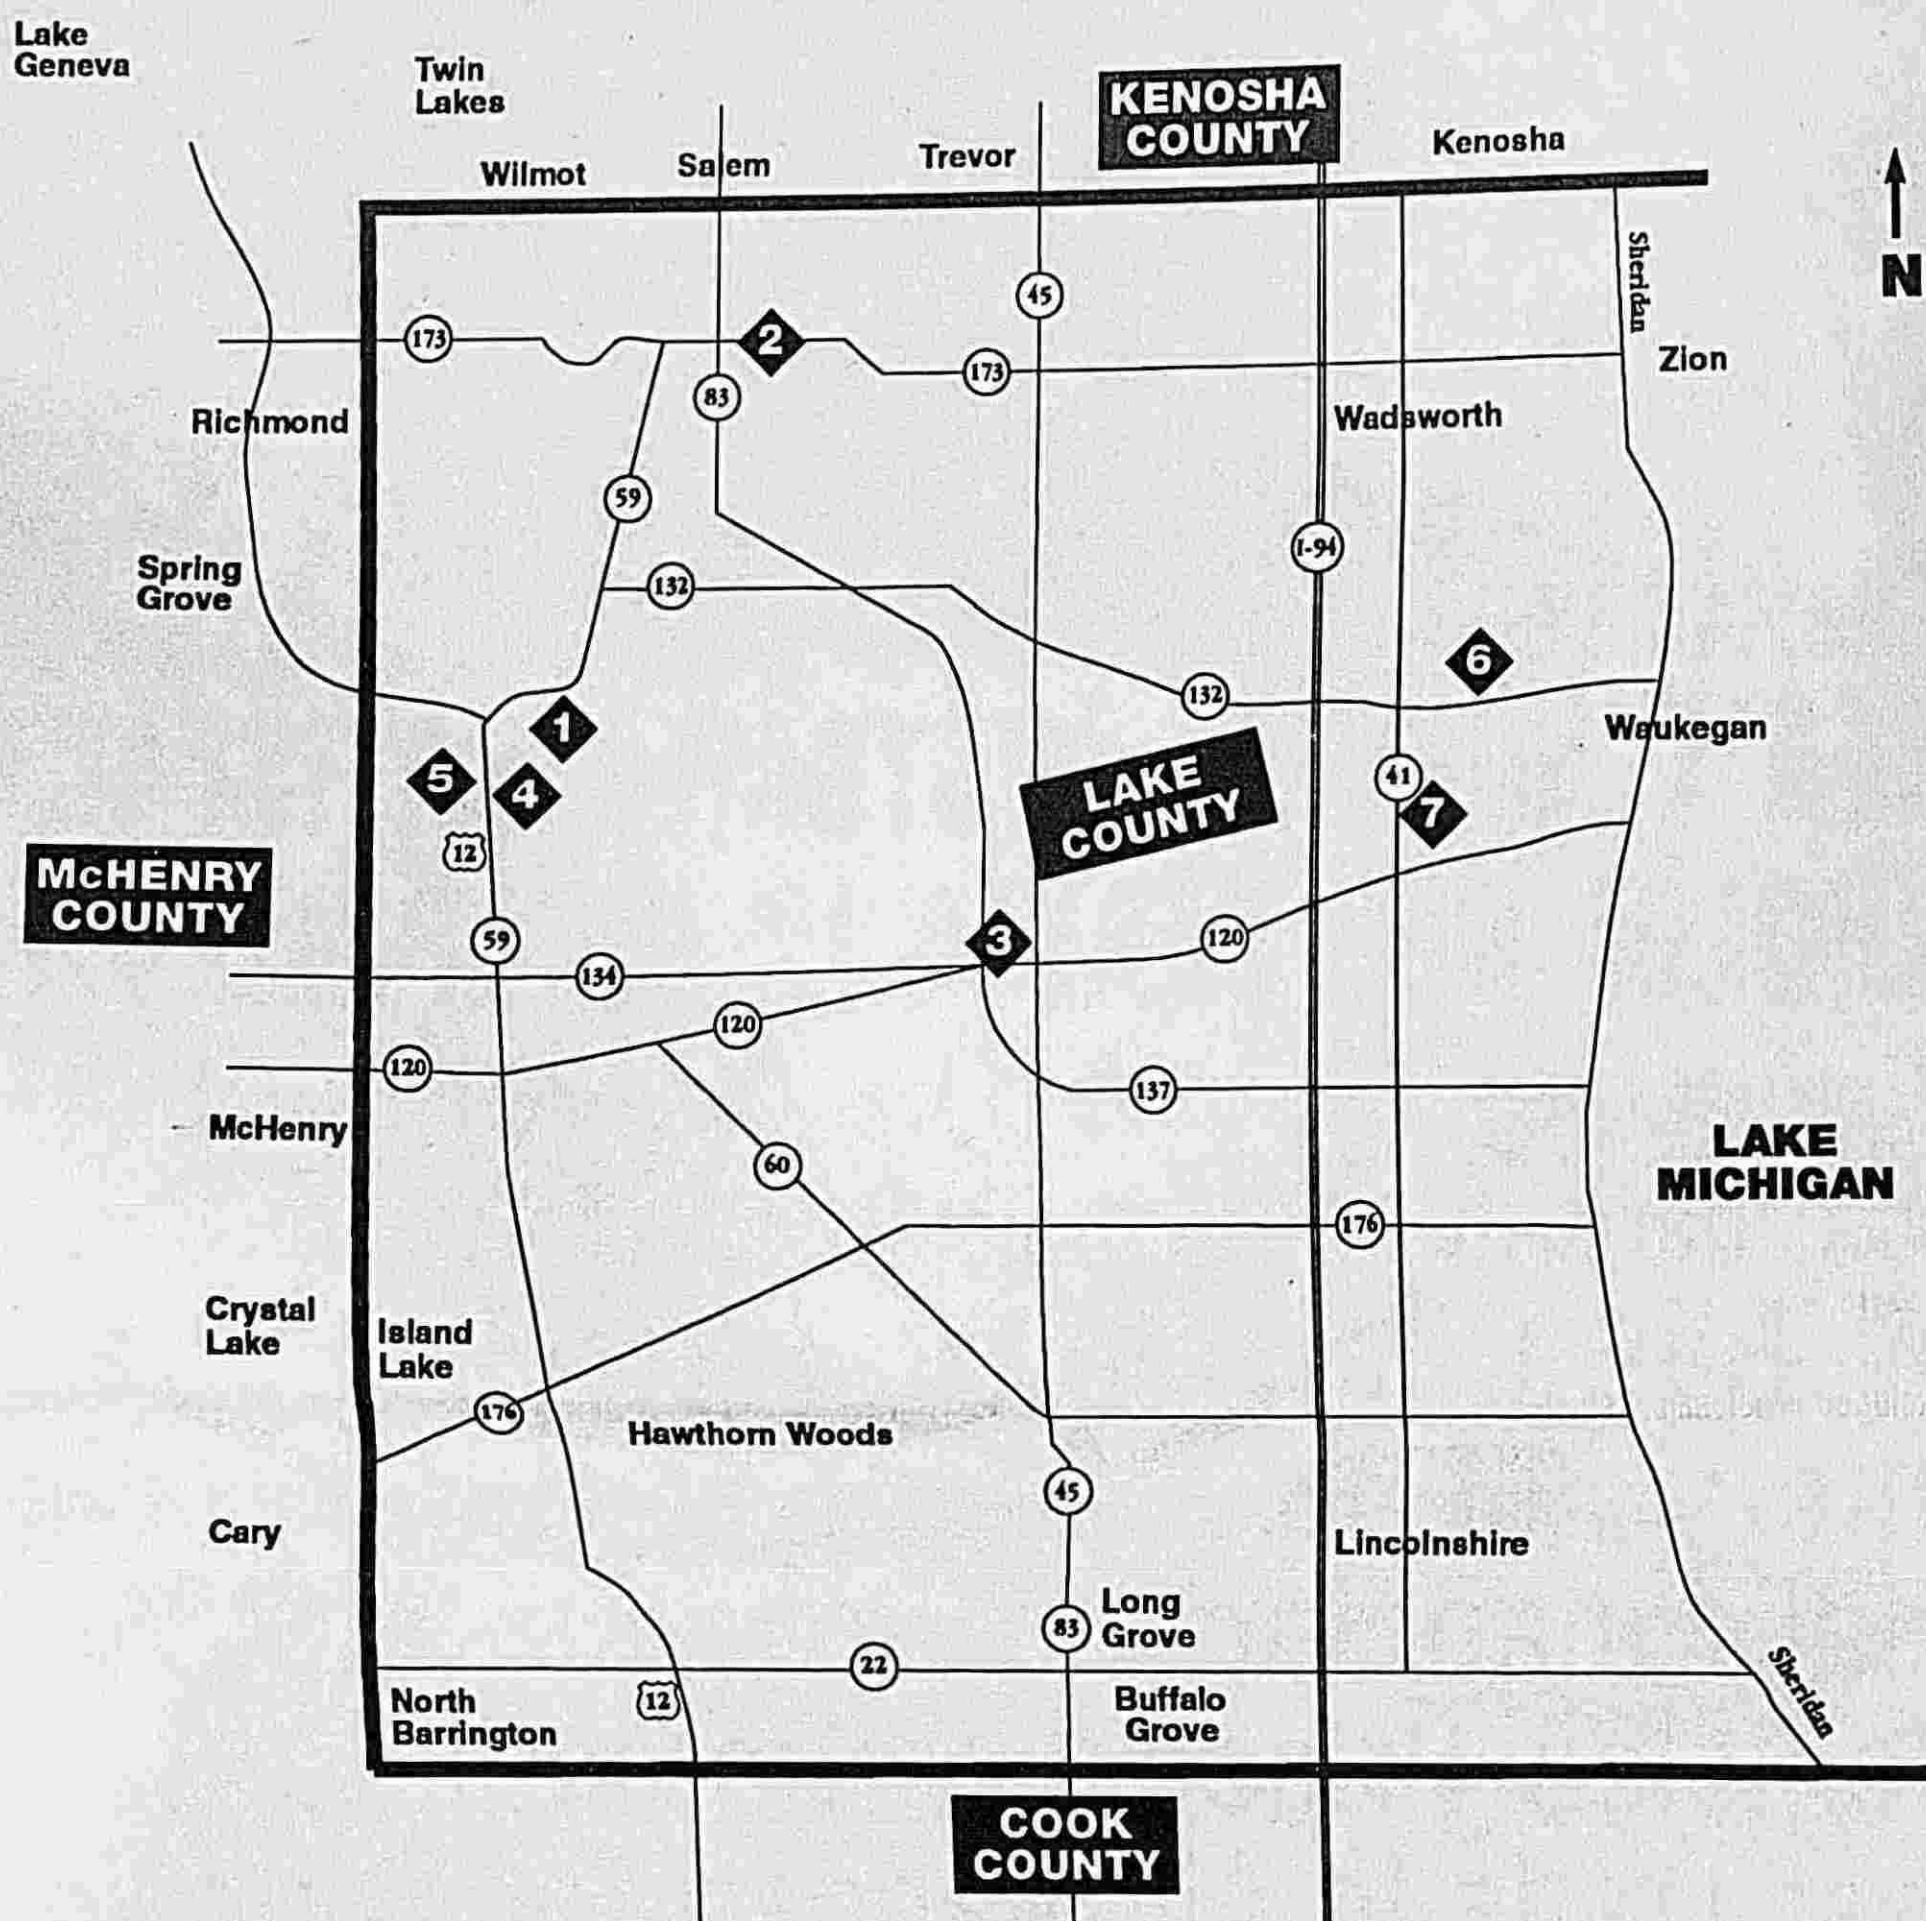 Lake
Geneva
Twin
Lakes
KENOSHA
COUNTY
Kenosha
Trevor
Salem
Wilmot
N
Sheridan
45
173
2
173
Zion
83
Wadsworth
Richmond
59
I-94
Spring
Grove
132
6
132
1
Waukegan
5
4
LAKE
COUNTY
41
7
12
McHENRY
COUNTY
59
3
120
134
120
120
137
McHenry
LAKE
MICHIGAN
60
176
Crystal
Lake
Island
Lake
176
Hawthorn Woods
45
Cary
Lincolnshire
Long
Grove
83
22
Sheridan
North
Barrington
12
Buffalo
Grove
COOK
COUNTY